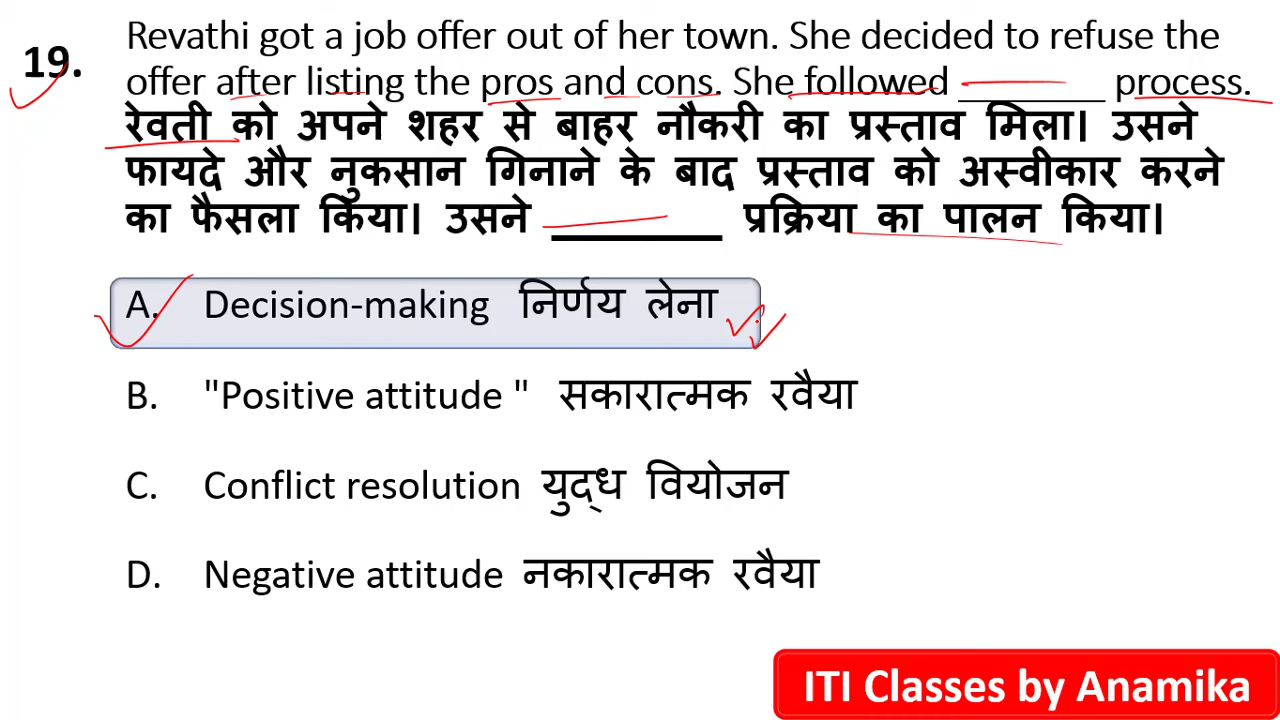 19. Revathi got a job offer out of her town. She decided to refuse the
offer after listing the pros and cons. She followed ________ process.
रेवती को अपने शहर से बाहर नौकरी का प्रस्ताव मिला। उसने
फायदे और नुकसान गिनाने के बाद प्रस्ताव को अस्वीकार करने
का फैसला किया। उसने ________ प्रक्रिया का पालन किया।
A. Decision-making निर्णय लेना
B. "Positive attitude " सकारात्मक रवैया
C. Conflict resolution युद्ध वियोजन
D. Negative attitude नकारात्मक रवैया
ITI Classes by Anamika